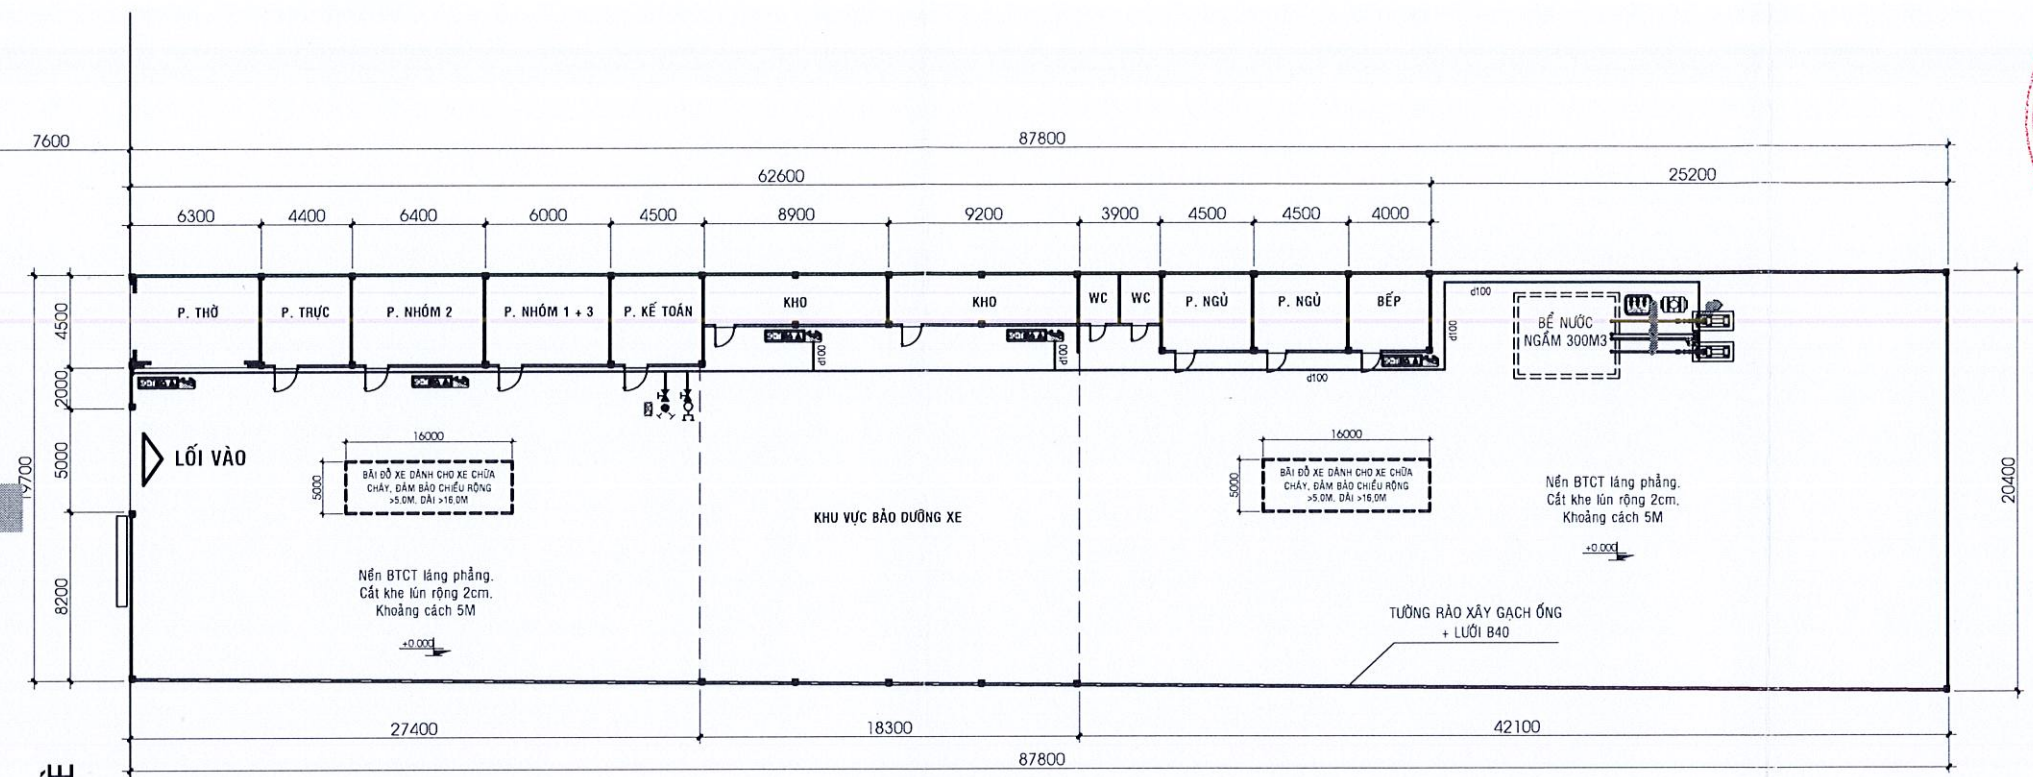 7600
87800
62600
25200
6300
4400
6400
6000
4500
8900
9200
3900
4500
4500
4000
P. THỜ
P. TRỰC
P. NHÓM 2
P. NHÓM 1 + 3
P. KẾ TOÁN
KHO
KHO
WC
WC
P. NGỦ
P. NGỦ
BẾP
d100
d100
BỂ NƯỚC
NGẦM 300M3
d100
d100
d100
4500
2000
5000
8200
19700
20400
LỐI VÀO
16000
5000
BÃI ĐỖ XE DÀNH CHO XE CHỮA
CHÁY, ĐẢM BẢO CHIỀU RỘNG
>5.0M, DÀI >16.0M
KHU VỰC BẢO DƯỠNG XE
16000
5000
BÃI ĐỖ XE DÀNH CHO XE CHỮA
CHÁY, ĐẢM BẢO CHIỀU RỘNG
>5.0M, DÀI >16.0M
Nền BTCT láng phẳng.
Cắt khe lún rộng 2cm.
Khoảng cách 5M
+0.000
Nền BTCT láng phẳng.
Cắt khe lún rộng 2cm.
Khoảng cách 5M
+0.000
TƯỜNG RÀO XÂY GẠCH ỐNG
+ LƯỚI B40
27400
18300
42100
87800